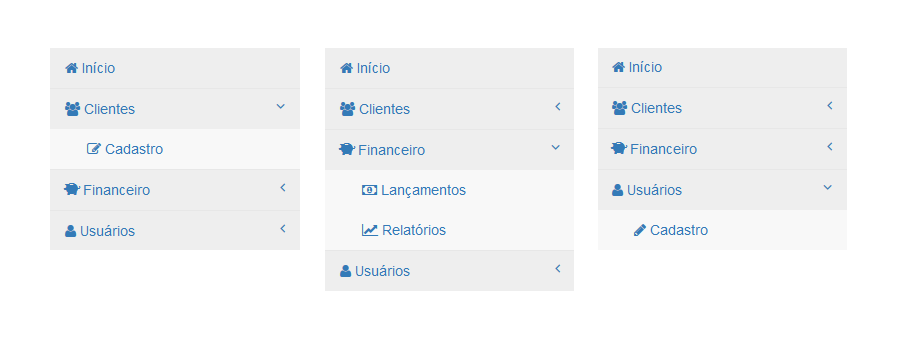 Início
Clientes
Cadastro
Financeiro
Usuários
Início
Clientes
Financeiro
Lançamentos
Relatórios
Usuários
Início
Clientes
Financeiro
Usuários
Cadastro